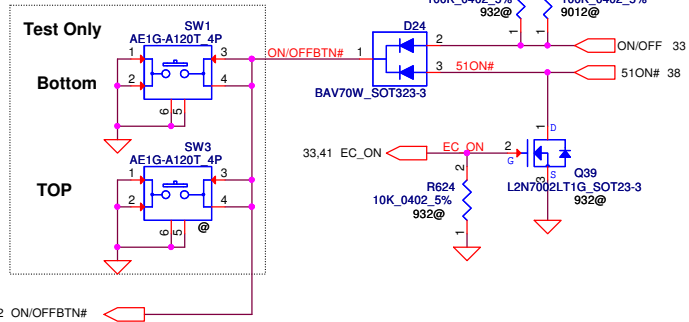 Test Only
Bottom
TOP
SW1
AE1G-A120T_4P
1
2
3
4
6
5
SW3
AE1G-A120T_4P
1
2
3
4
6
5
@
ON/OFFBTN#
ON/OFFBTN#
D24
1
2
3
BAV70W_SOT323-3
932@
9012@
1
1
ON/OFF 33
51ON#
51ON# 38
33,41 EC_ON
EC_ON
2
G
1
D
S
3
Q39
L2N7002LT1G_SOT23-3
932@
2
R624
10K_0402_5%
932@
1